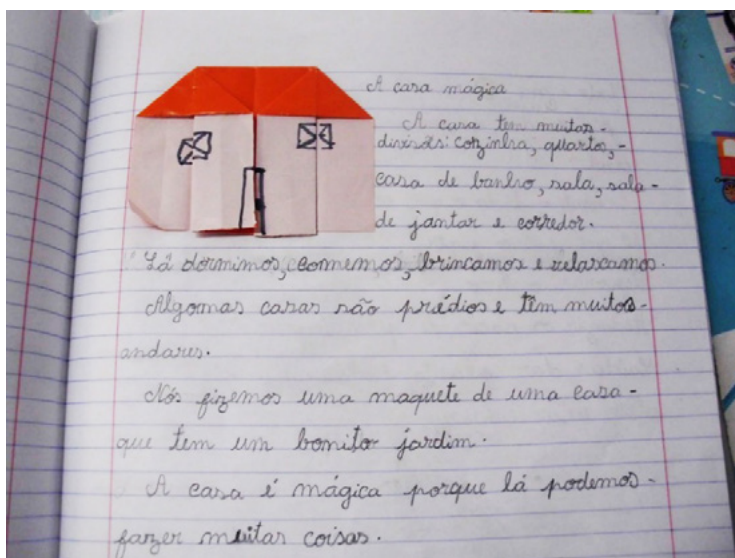 A casa mágica
A casa tem muitas-
divisões: cozinha, quartos,-
casa de banho, sala, sala-
de jantar e corredor.
Lá dormimos, comemos, brincamos e relaxamos.
Algomas casas são prédios e têm muitos-
andares.
Nós fizemos uma maquete de uma casa-
que tem um bonito jardim.
A casa é mágica porque lá podemos-
fazer muitas coisas.